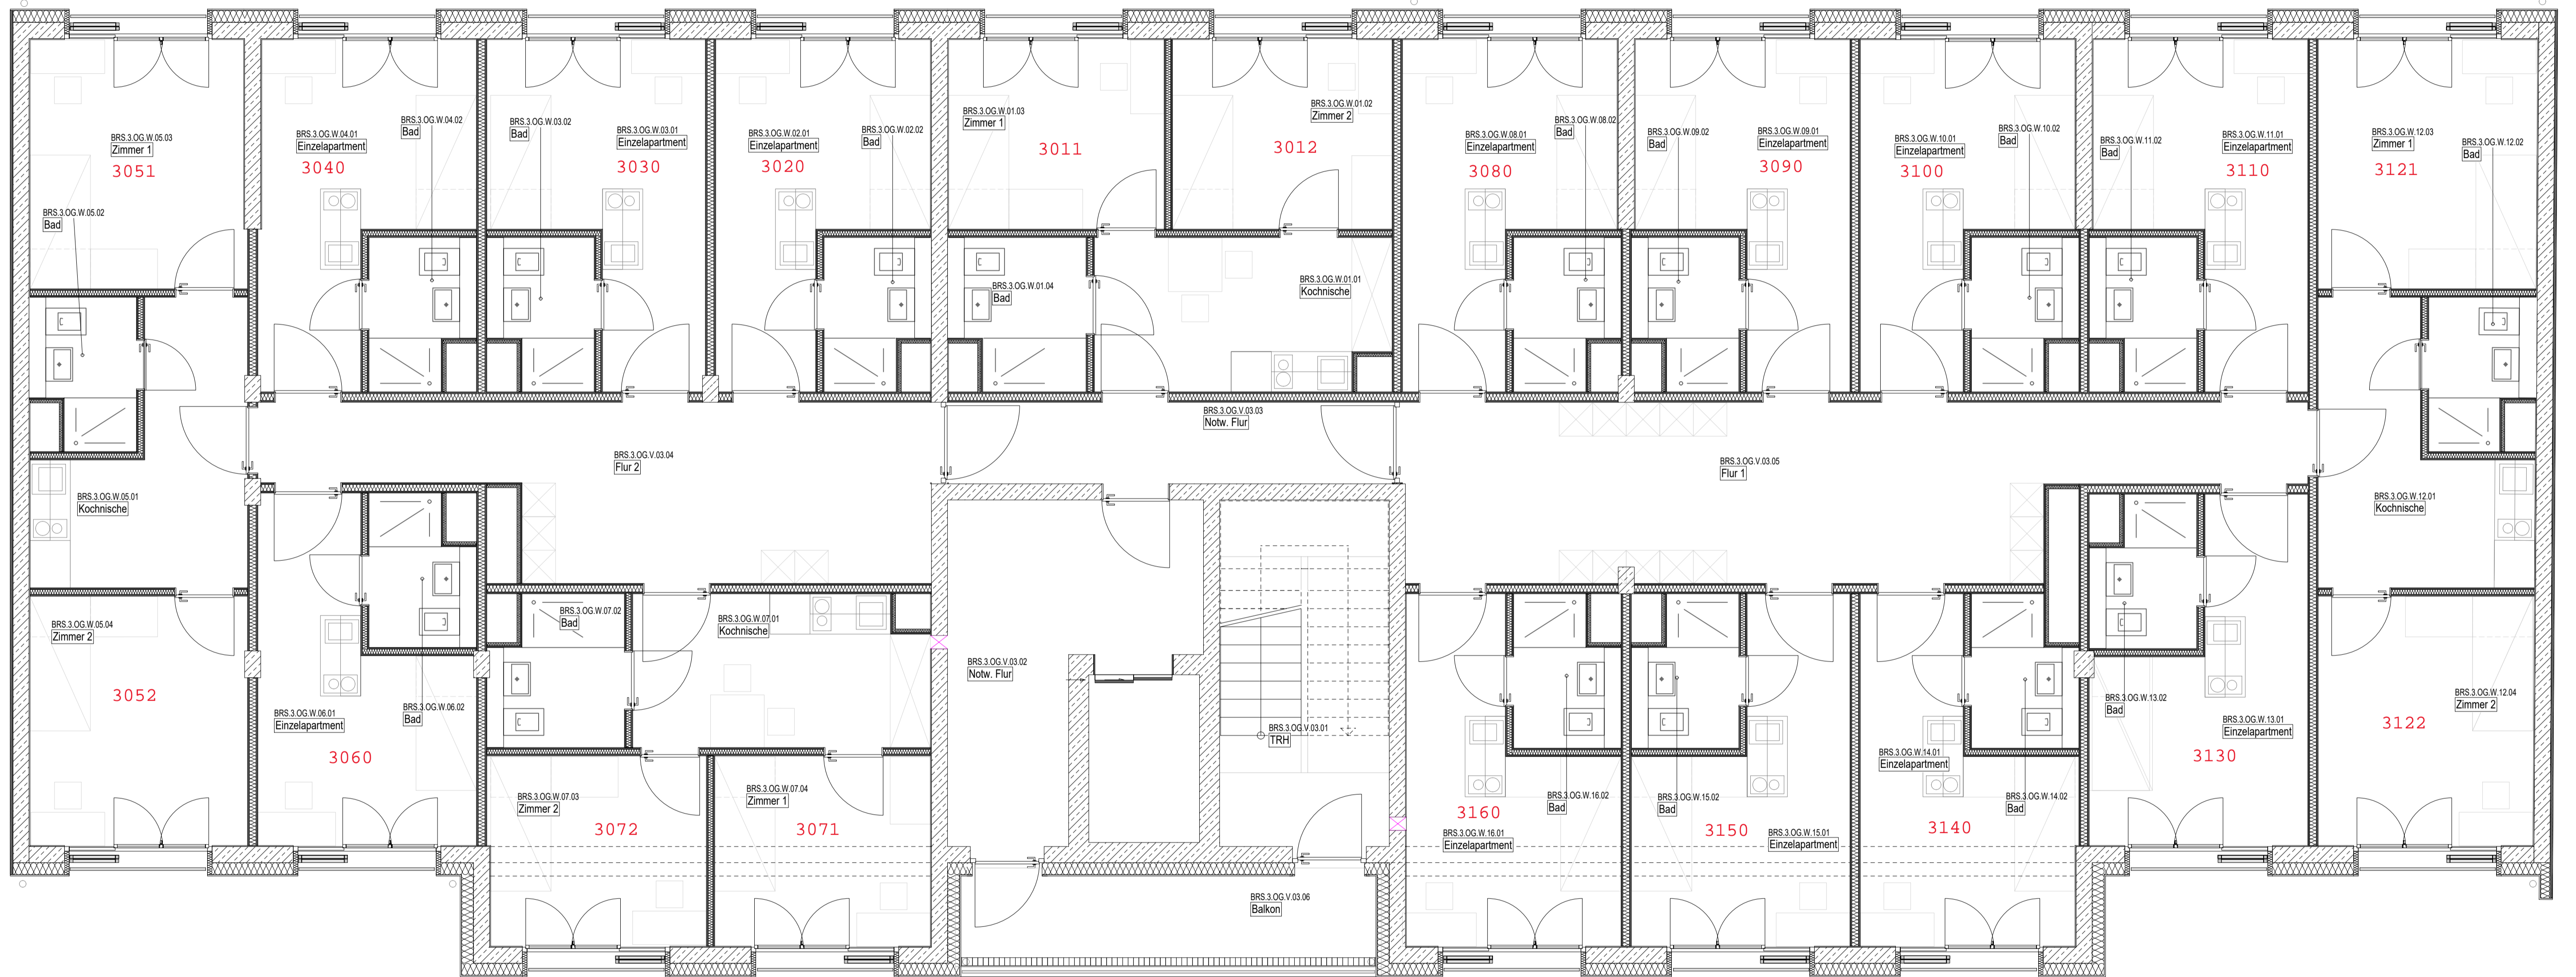 BRS.3.OG.W.05.03
Zimmer 1
3051
BRS.3.OG.W.05.02
Bad
BRS.3.OG.W.04.01
Einzelapartment
3040
BRS.3.OG.W.04.02
Bad
BRS.3.OG.W.03.02
Bad
BRS.3.OG.W.03.01
Einzelapartment
3030
BRS.3.OG.W.02.01
Einzelapartment
3020
BRS.3.OG.W.02.02
Bad
BRS.3.OG.W.01.03
Zimmer 1
3011
BRS.3.OG.W.01.02
Zimmer 2
3012
BRS.3.OG.W.01.04
Bad
BRS.3.OG.W.01.01
Kochnische
BRS.3.OG.W.08.01
Einzelapartment
3080
BRS.3.OG.W.08.02
Bad
BRS.3.OG.W.09.02
Bad
BRS.3.OG.W.09.01
Einzelapartment
3090
BRS.3.OG.W.10.01
Einzelapartment
3100
BRS.3.OG.W.10.02
Bad
BRS.3.OG.W.11.02
Bad
BRS.3.OG.W.11.01
Einzelapartment
3110
BRS.3.OG.W.12.03
Zimmer 1
3121
BRS.3.OG.W.12.02
Bad
BRS.3.OG.V.03.04
Flur 2
BRS.3.OG.V.03.03
Notw. Flur
BRS.3.OG.V.03.05
Flur 1
BRS.3.OG.W.05.01
Kochnische
BRS.3.OG.W.12.01
Kochnische
BRS.3.OG.W.05.04
Zimmer 2
3052
BRS.3.OG.W.06.01
Einzelapartment
3060
BRS.3.OG.W.06.02
Bad
BRS.3.OG.W.07.02
Bad
BRS.3.OG.W.07.01
Kochnische
BRS.3.OG.W.07.03
Zimmer 2
3072
BRS.3.OG.W.07.04
Zimmer 1
3071
BRS.3.OG.V.03.02
Notw. Flur
BRS.3.OG.V.03.01
TRH
BRS.3.OG.V.03.06
Balkon
3160
BRS.3.OG.W.16.01
Einzelapartment
BRS.3.OG.W.16.02
Bad
BRS.3.OG.W.15.02
Bad
3150
BRS.3.OG.W.15.01
Einzelapartment
BRS.3.OG.W.14.01
Einzelapartment
3140
BRS.3.OG.W.14.02
Bad
BRS.3.OG.W.13.02
Bad
BRS.3.OG.W.13.01
Einzelapartment
3130
BRS.3.OG.W.12.04
Zimmer 2
3122